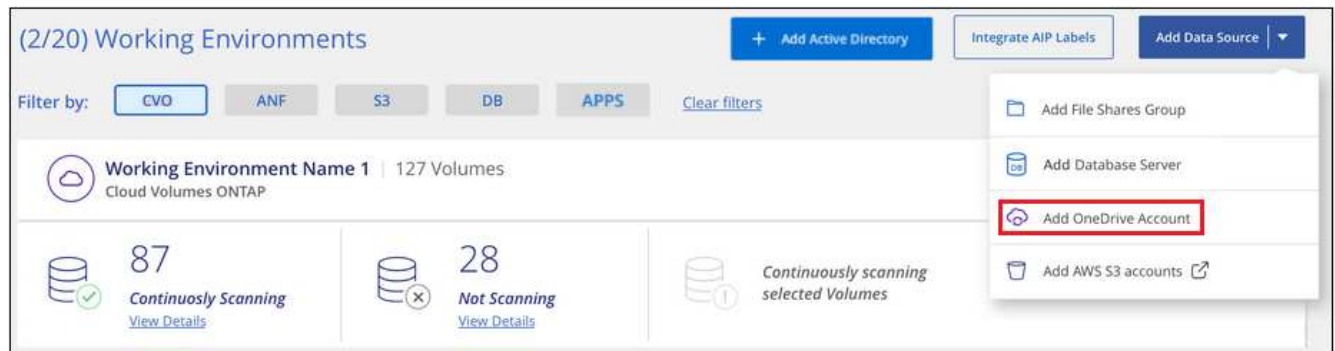 (2/20) Working Environments
+ Add Active Directory
Integrate AIP Labels
Add Data Source
Filter by:
CVO
ANF
S3
DB
APPS
Clear filters
Add File Shares Group
DB
Add Database Server
Add OneDrive Account
Add AWS S3 accounts
Working Environment Name 1 | 127 Volumes
Cloud Volumes ONTAP
87
Continuosly Scanning
View Details
28
Not Scanning
View Details
Continuously scanning
selected Volumes